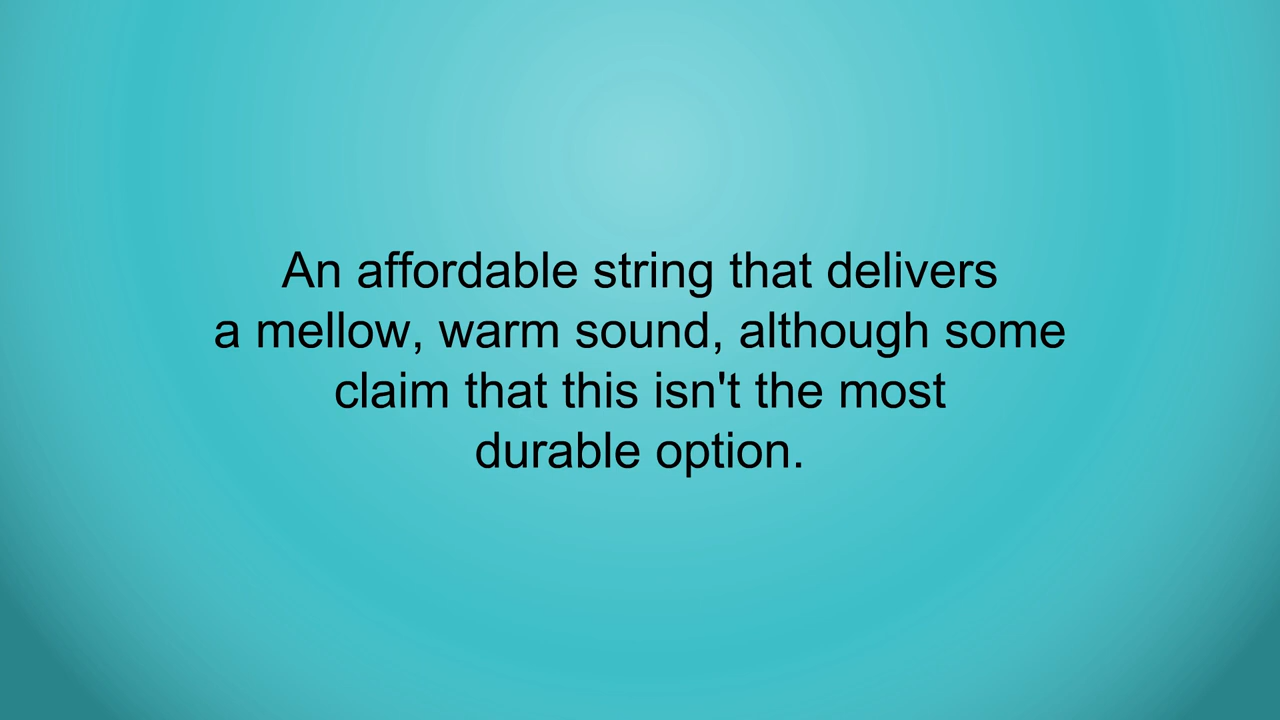 An affordable string that delivers
a mellow, warm sound, although some
claim that this isn't the most
durable option.